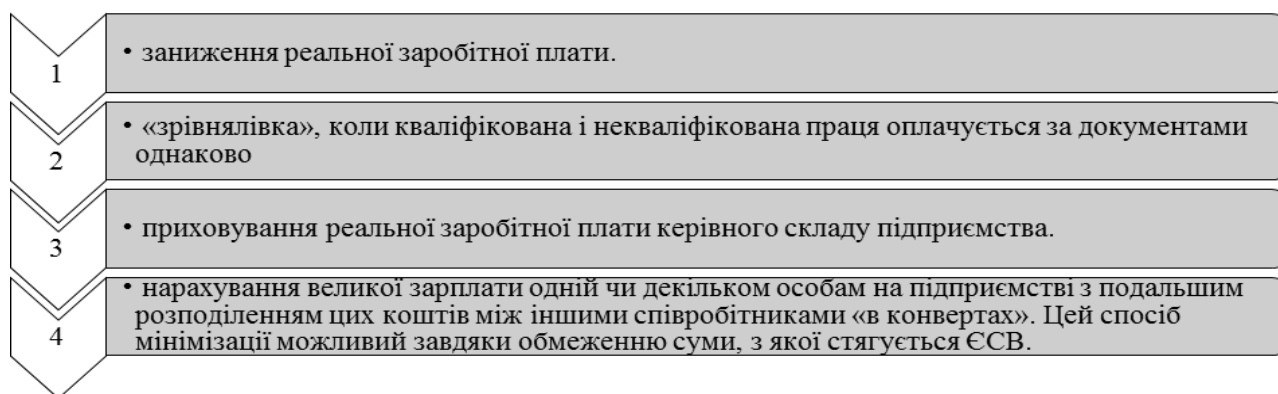 1
• заниження реальної заробітної плати.
2
• «зрівнялівка», коли кваліфікована і некваліфікована праця оплачується за документами
однаково
3
• приховування реальної заробітної плати керівного складу підприємства.
4
• нарахування великої зарплати одній чи декільком особам на підприємстві з подальшим
розподіленням цих коштів між іншими співробітниками «в конвертах». Цей спосіб
мінімізації можливий завдяки обмеженню суми, з якої стягується ЄСВ.